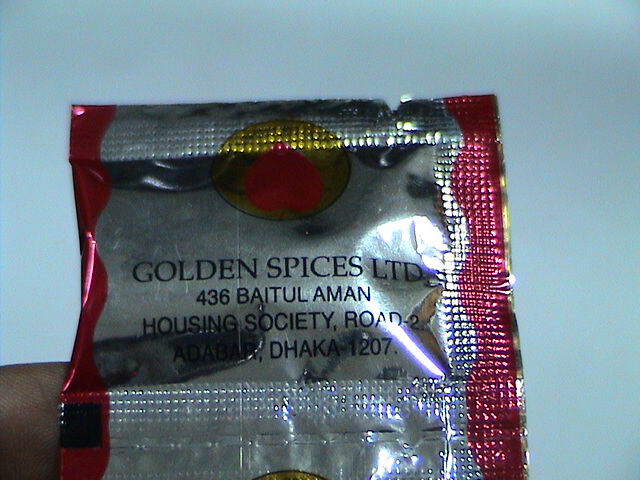 GOLDEN SPICES LTD.
436 BAITUL AMAN
HOUSING SOCIETY, ROAD-2.
ADABAR, DHAKA-1207.